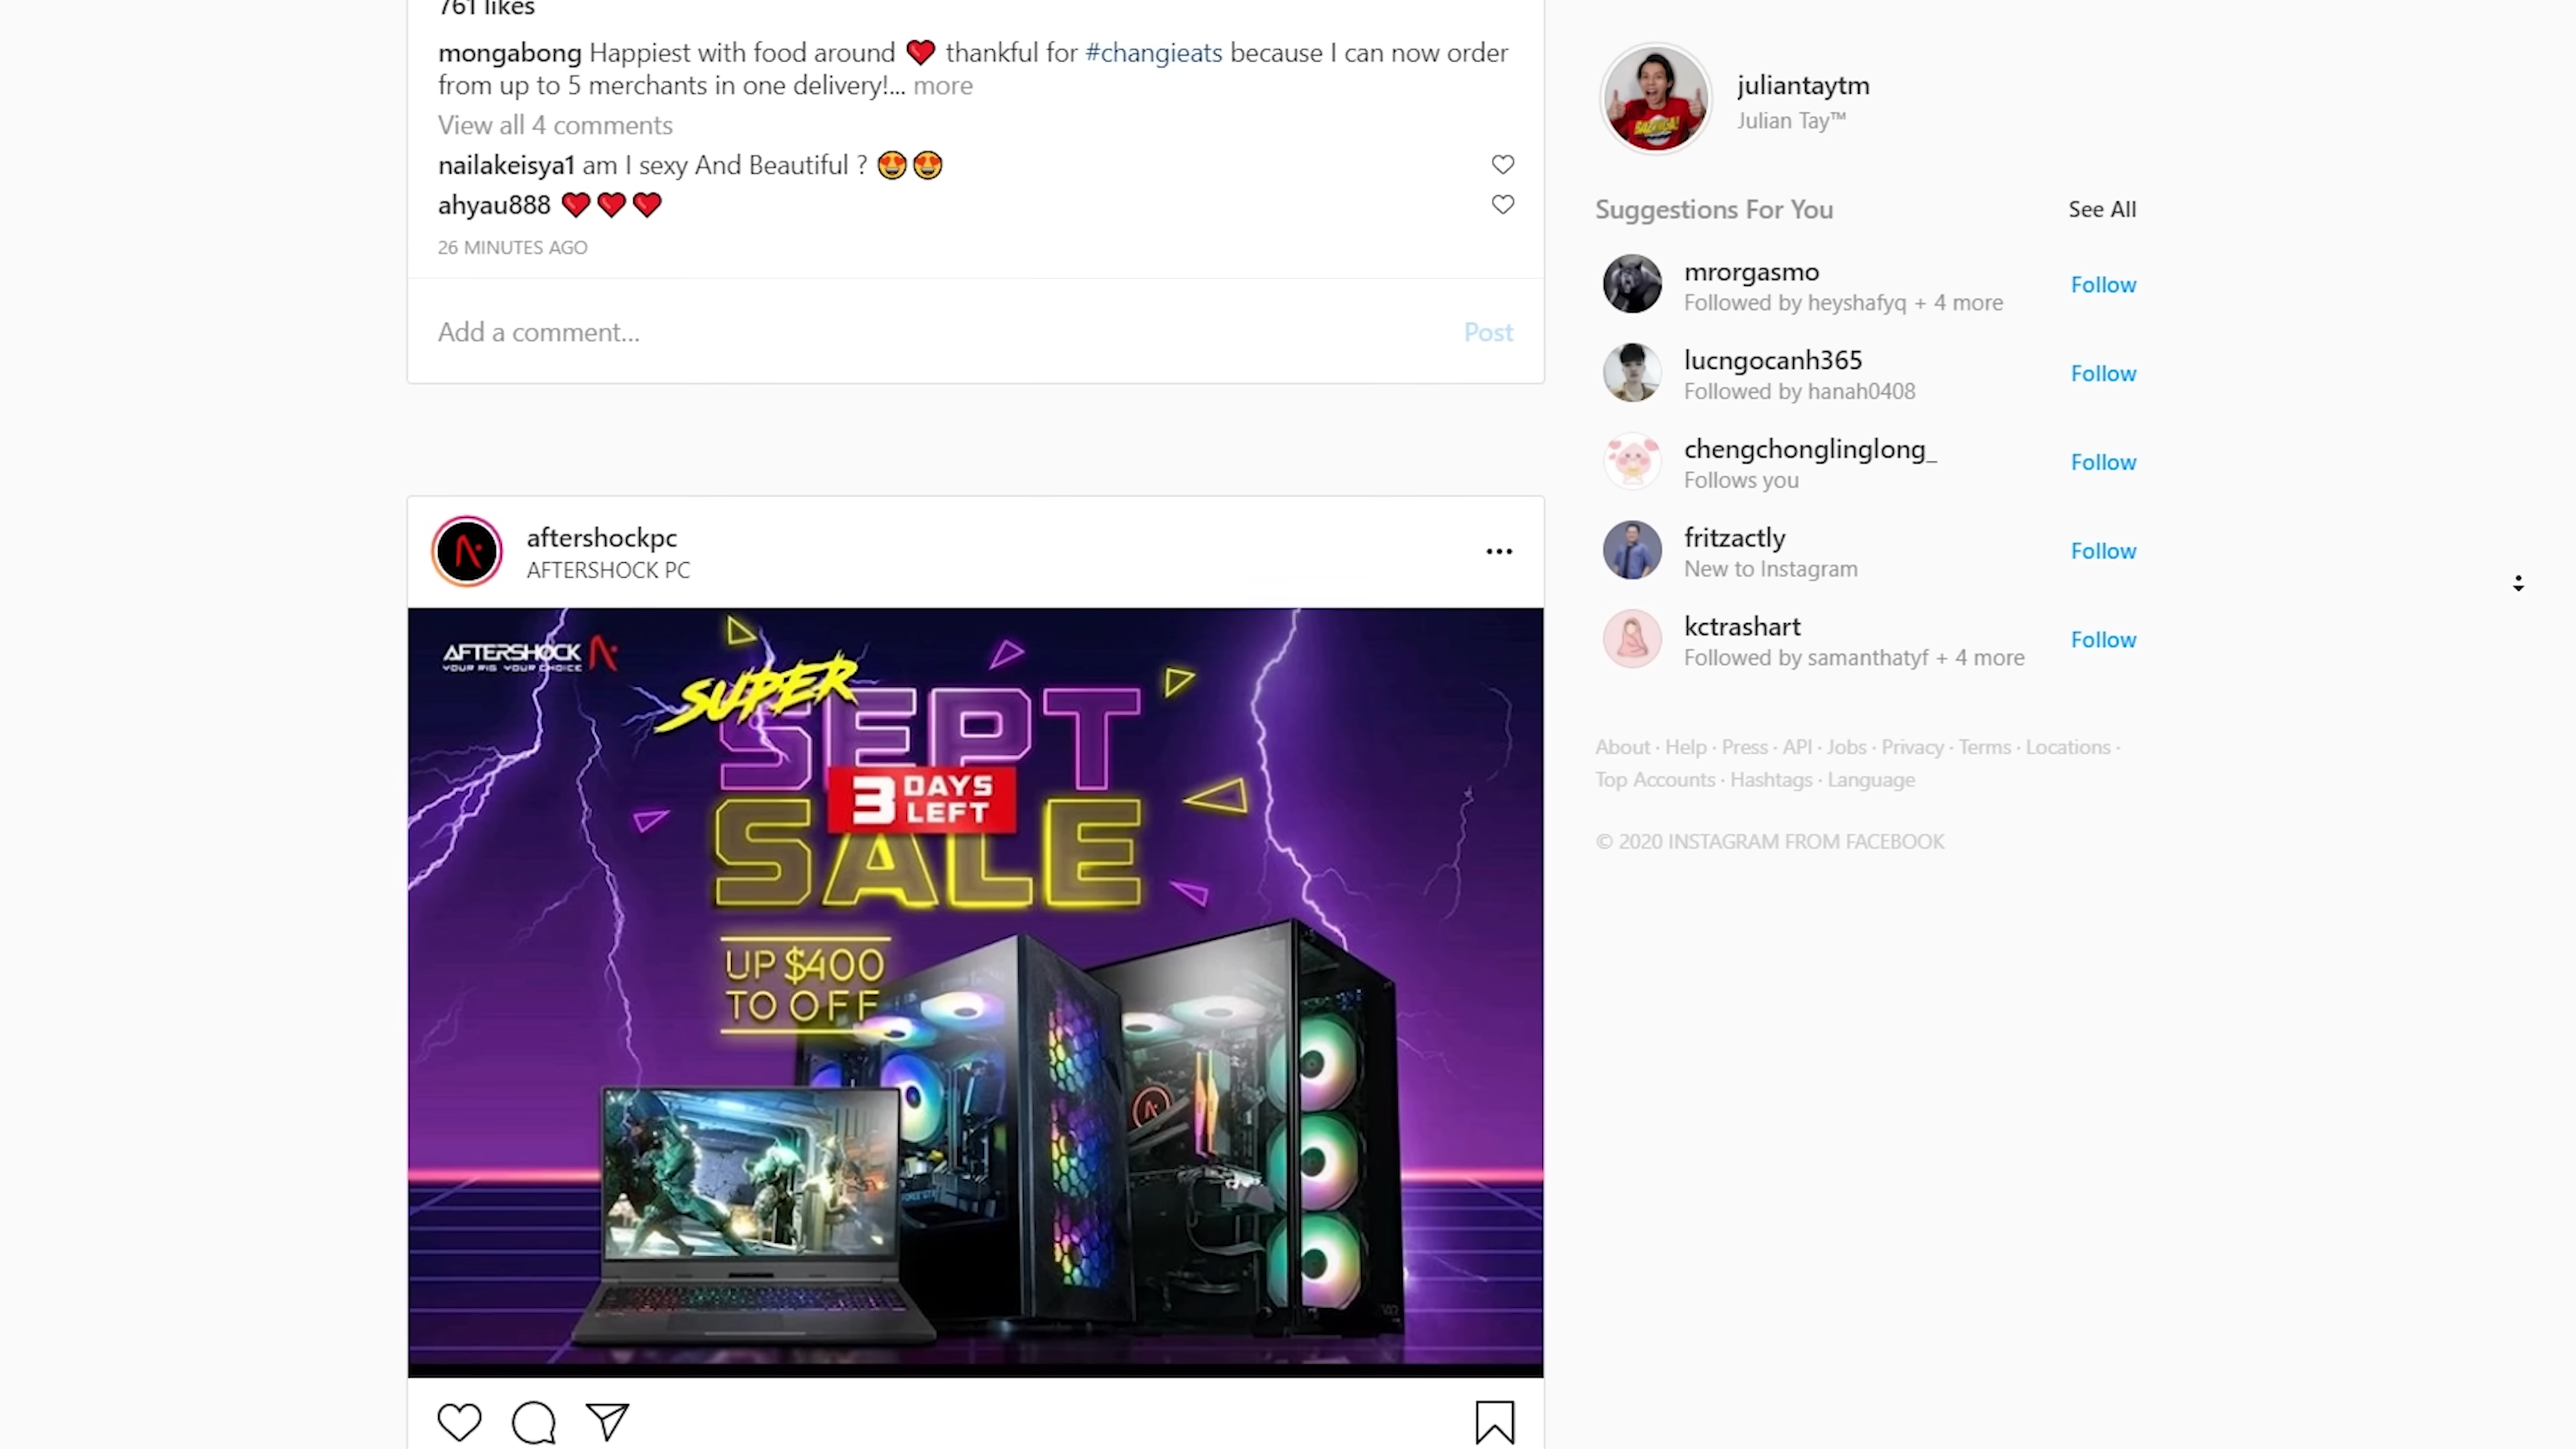 761 likes
mongabong Happiest with food around ❤️ thankful for #changieats because I can now order
from up to 5 merchants in one delivery!... more
View all 4 comments
nailakeisya1 am I sexy And Beautiful ? 😍😍
ahyau888 ❤️❤️❤️
26 MINUTES AGO
Add a comment...
Post
aftershockpc
AFTERSHOCK PC
AFTERSHOCK
YOUR RIG YOUR CHOICE
SUPER
SEPT
3 DAYS
LEFT
SALE
UP $400
TO OFF
juliantaytm
Julian Tay™
Suggestions For You
See All
mrorgasmo
Followed by heyshafyq + 4 more
Follow
lucngocanh365
Followed by hanah0408
Follow
chengchonglinglong_
Follows you
Follow
fritzactly
New to Instagram
Follow
kctrashart
Followed by samanthatyf + 4 more
Follow
About · Help · Press · API · Jobs · Privacy · Terms · Locations ·
Top Accounts · Hashtags · Language
© 2020 INSTAGRAM FROM FACEBOOK